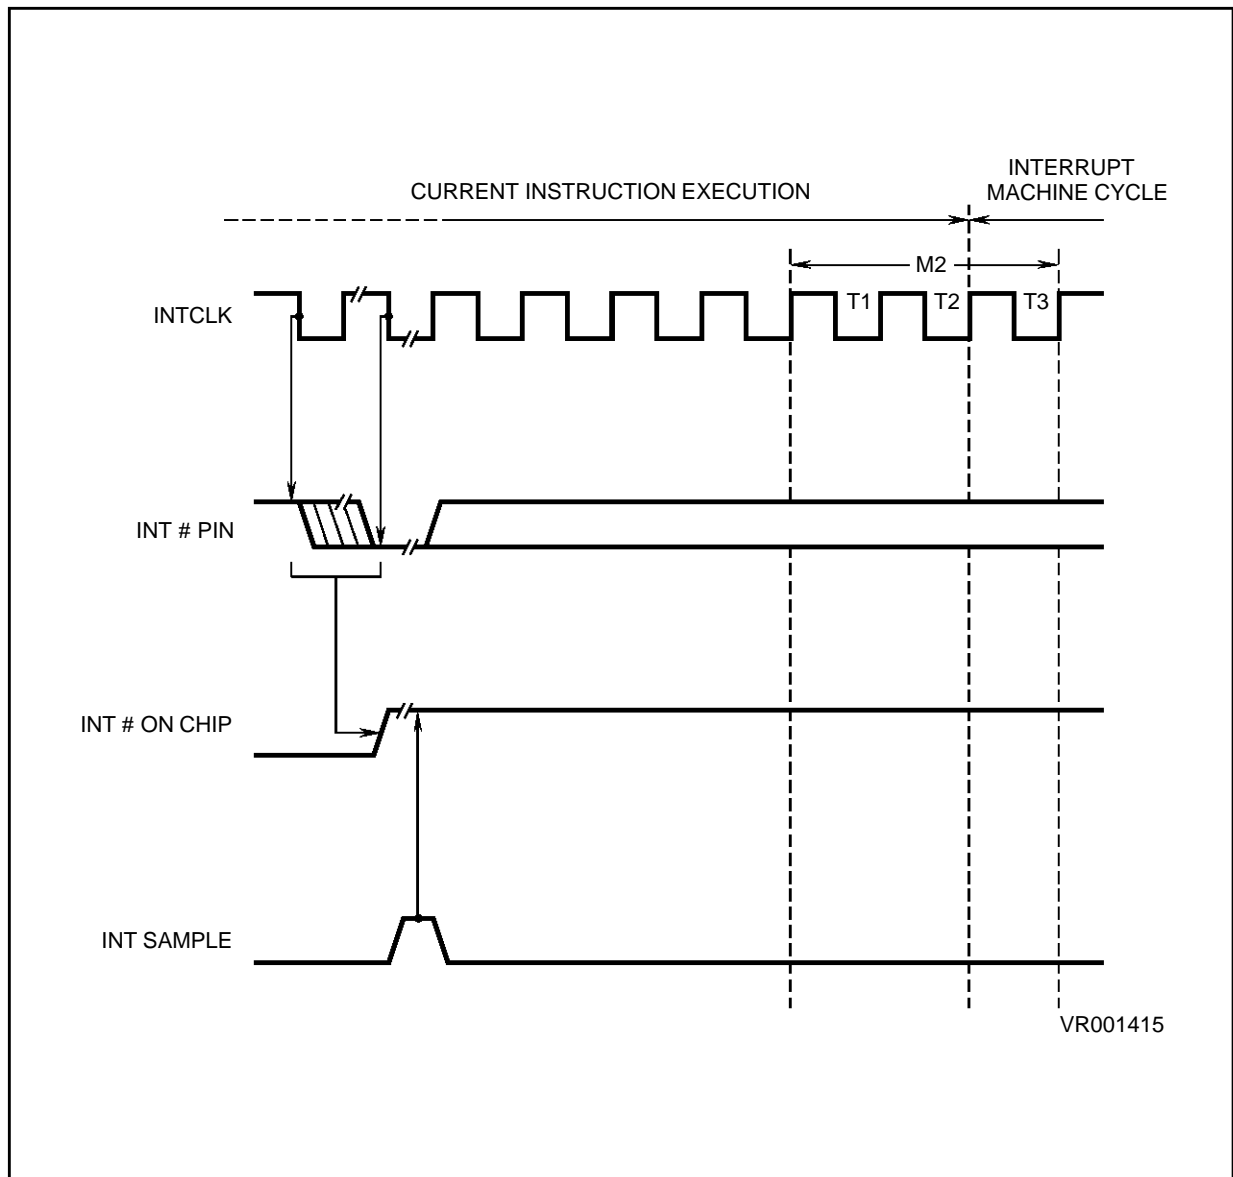 INTERRUPT
MACHINE CYCLE
CURRENT INSTRUCTION EXECUTION
M2
INTCLK
T1
T2
T3
INT # PIN
INT # ON CHIP
INT SAMPLE
VR001415